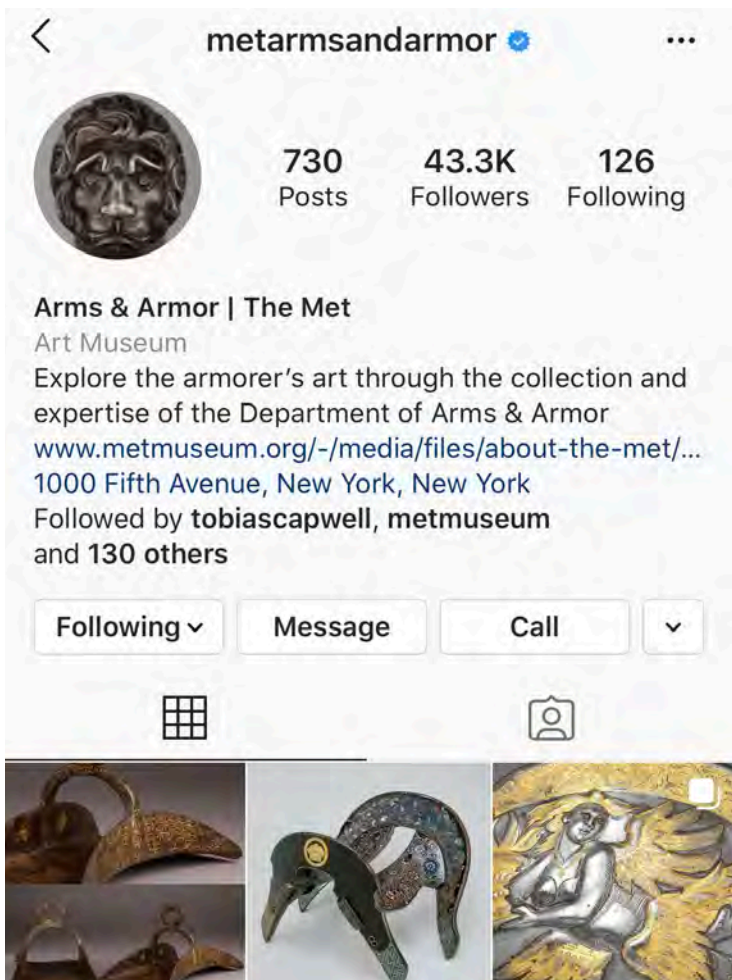 metarmsandarmor
730 43.3K 126
Posts Followers Following
Arms & Armor | The Met
Art Museum
Explore the armorer’s art through the collection and
expertise of the Department of Arms & Armor
www.metmuseum.org/-/media/files/about-the-met/...
1000 Fifth Avenue, New York, New York
Followed by tobiascapwell, metmuseum
and 130 others
Following Message Call